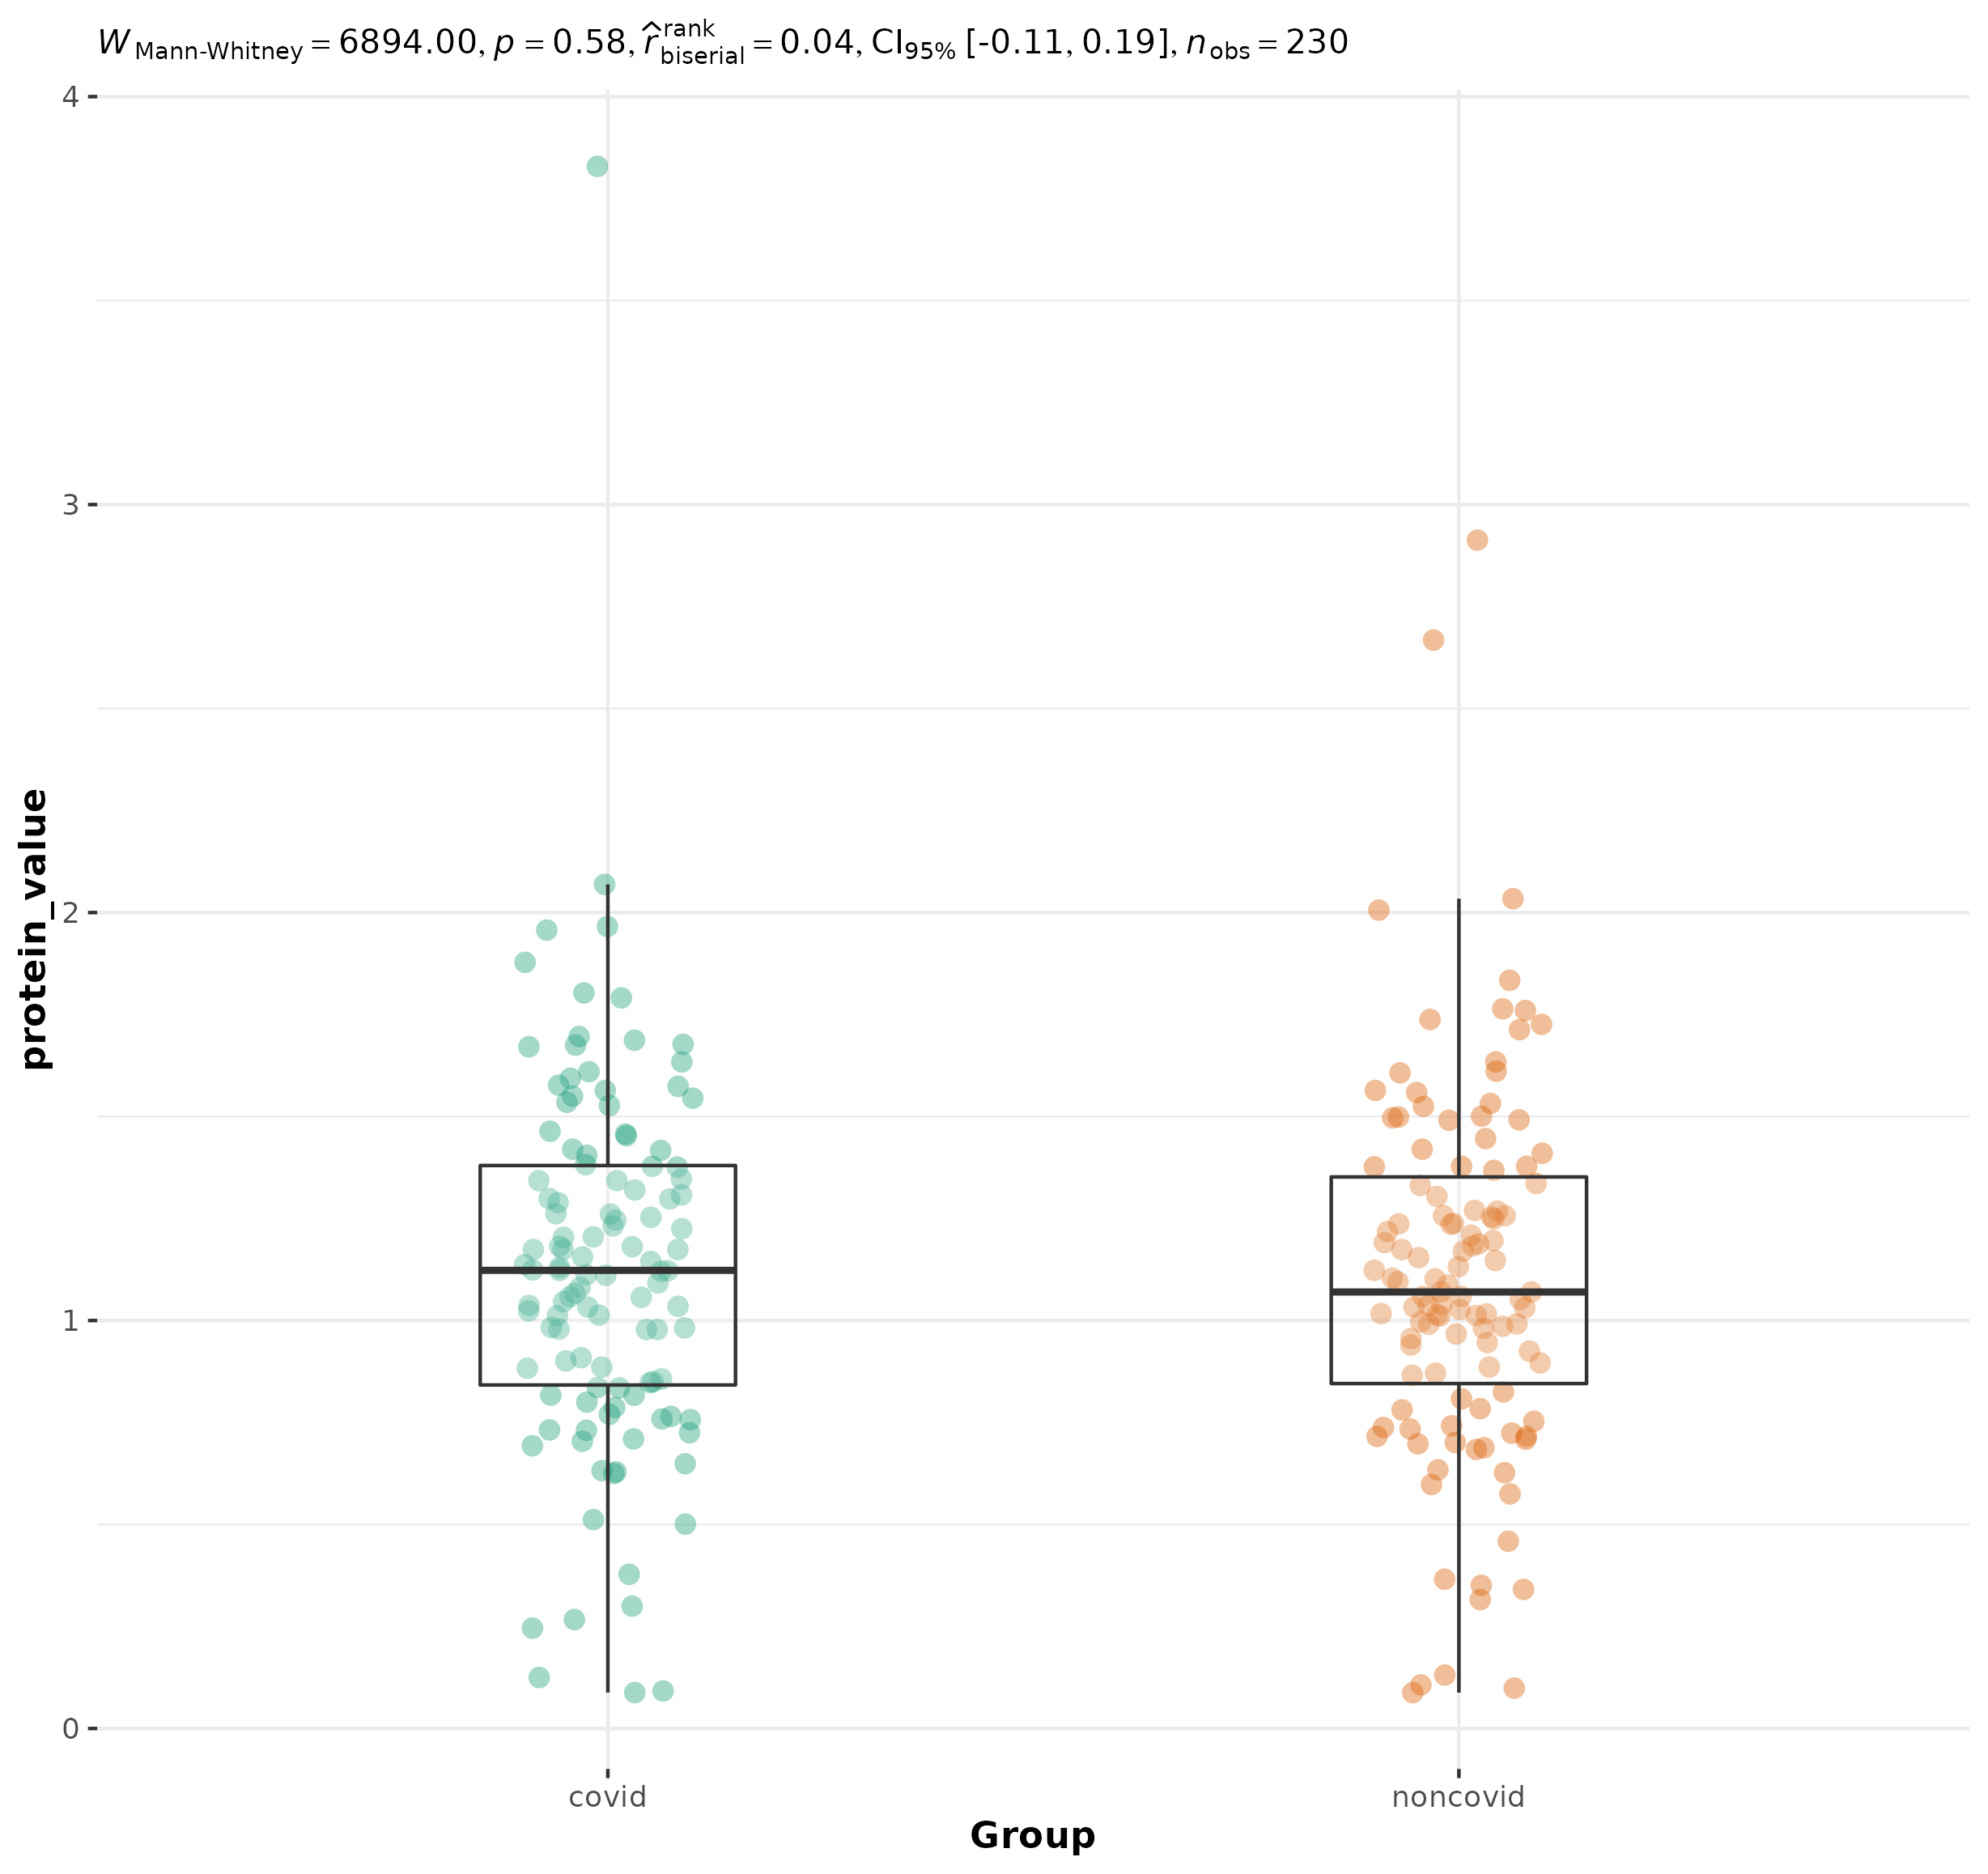 W Mann-Whitney = 6894.00, p = 0.58, r̂ rank biserial = 0.04, CI95% [-0.11, 0.19], n obs = 230
4
3
2
1
0
protein_value
covid noncovid
Group